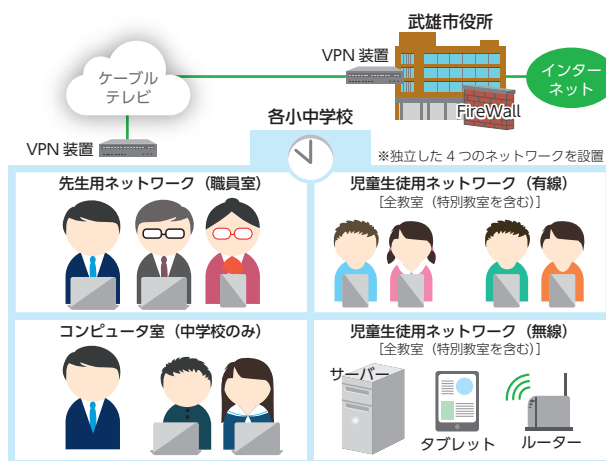 武雄市役所
VPN 装置
ケーブル
テレビ
インター
ネット
FireWall
各小中学校
VPN 装置
※独立した 4 つのネットワークを設置
先生用ネットワーク（職員室）
児童生徒用ネットワーク（有線）
［全教室（特別教室を含む）］
コンピュータ室（中学校のみ）
児童生徒用ネットワーク（無線）
［全教室（特別教室を含む）］
サーバー
タブレット
ルーター